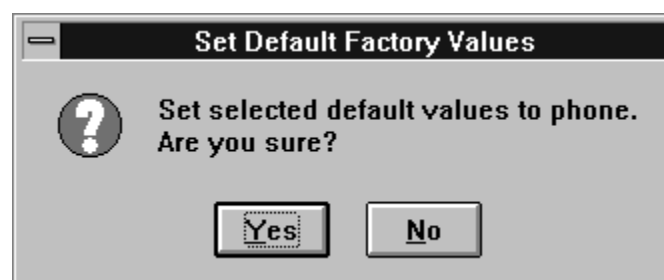 Set Default Factory Values
Set selected default values to phone.
Are you sure?
Yes No